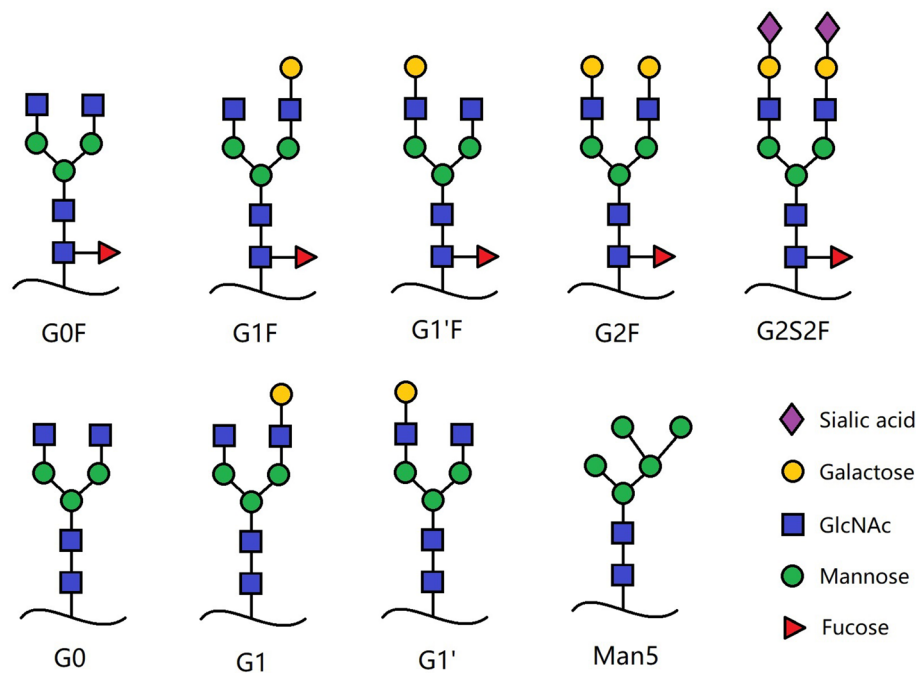 G0F
G1F
G1'F
G2F
G2S2F
G0
G1
G1'
Man5
Sialic acid
Galactose
GlcNAc
Mannose
Fucose